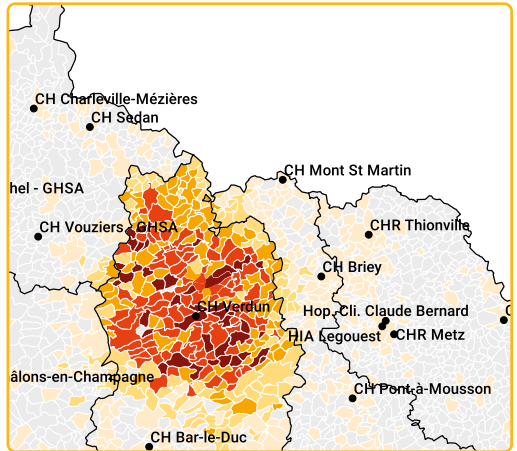 CH Charleville-Mézières
CH Sedan
CH Mont St Martin
hel - GHSA
CH Vouziers - GHSA
CHR Thionville
CH Briey
CH Verdun
Hop. Cli. Claude Bernard
C
HIA Legouest
CHR Metz
âlons-en-Champagne
CH Pont-à-Mousson
CH Bar-le-Duc